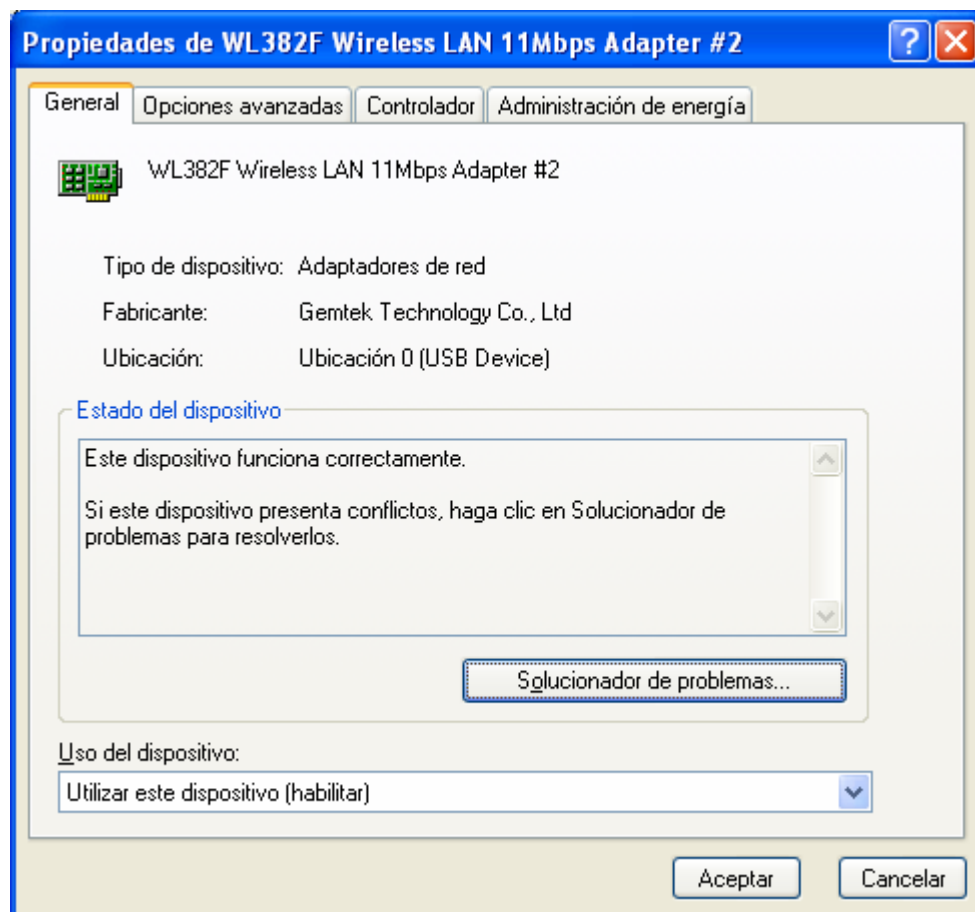 Propiedades de WL382F Wireless LAN 11Mbps Adapter #2
General Opciones avanzadas Controlador Administración de energía
WL382F Wireless LAN 11Mbps Adapter #2
Tipo de dispositivo: Adaptadores de red
Fabricante: Gemtek Technology Co., Ltd
Ubicación: Ubicación 0 (USB Device)
Estado del dispositivo
Este dispositivo funciona correctamente.
Si este dispositivo presenta conflictos, haga clic en Solucionador de
problemas para resolverlos.
Solucionador de problemas...
Uso del dispositivo:
Utilizar este dispositivo (habilitar)
Aceptar Cancelar